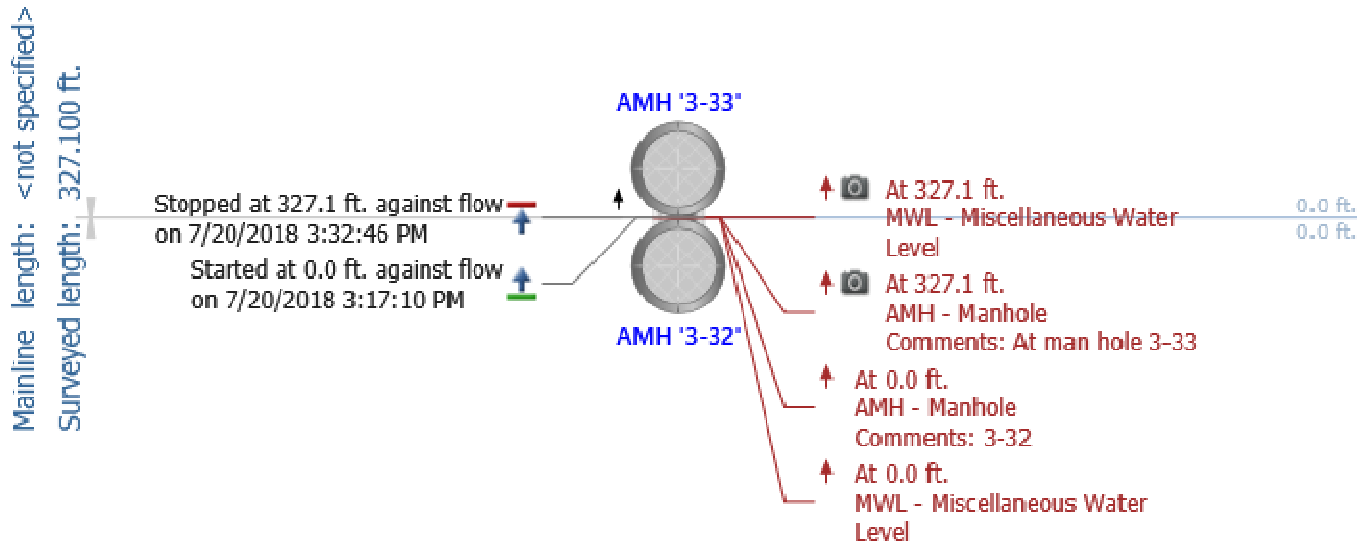 Mainline length: <not specified>
Surveyed length: 327.100 ft.
AMH '3-33"
Stopped at 327.1 ft. against flow
on 7/20/2018 3:32:46 PM
Started at 0.0 ft. against flow
on 7/20/2018 3:17:10 PM
AMH '3-32"
At 327.1 ft.
MWL - Miscellaneous Water
Level
At 327.1 ft.
AMH - Manhole
Comments: At man hole 3-33
At 0.0 ft.
AMH - Manhole
Comments: 3-32
At 0.0 ft.
MWL - Miscellaneous Water
Level
0.0 ft.
0.0 ft.